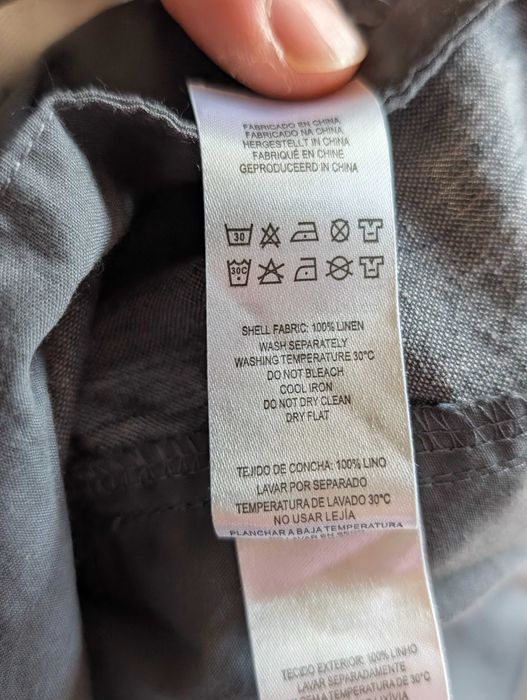 FABRICADO EN CHINA
FABRICADO NA CHINA
HERGESTELLT IN CHINA
FABRIQUÉ EN CHINE
GEPRODUCEERD IN CHINA
30
30C
SHELL FABRIC: 100% LINEN
WASH SEPARATELY
WASHING TEMPERATURE 30°C
DO NOT BLEACH
COOL IRON
DO NOT DRY CLEAN
DRY FLAT
TEJIDO DE CONCHA: 100% LINO
LAVAR POR SEPARADO
TEMPERATURA DE LAVADO 30°C
NO USAR LEJÍA
PLANCHAR A BAJA TEMPERATURA
TECIDO EXTERIOR: 100% LINHO
LAVAR SEPARADAMENTE
TEMPERATURA DE 30°C